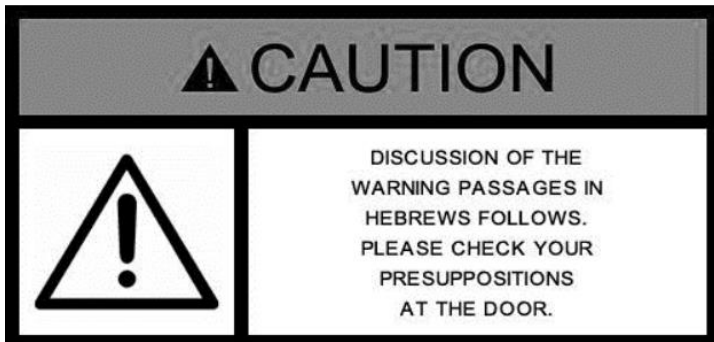 CAUTION
DISCUSSION OF THE
WARNING PASSAGES IN
HEBREWS FOLLOWS.
PLEASE CHECK YOUR
PRESUPPOSITIONS
AT THE DOOR.